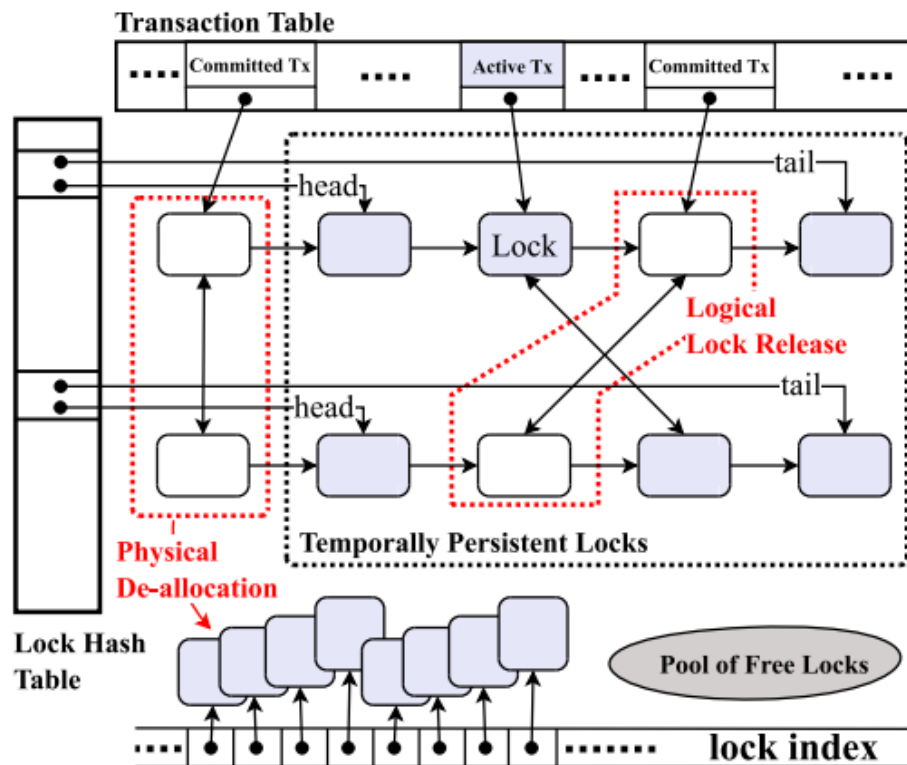 Transaction Table
Committed Tx
Active Tx
Committed Tx
tail
head
Lock
Logical
Lock Release
tail
head
Temporally Persistent Locks
Physical
De-allocation
Lock Hash
Table
Pool of Free Locks
lock index